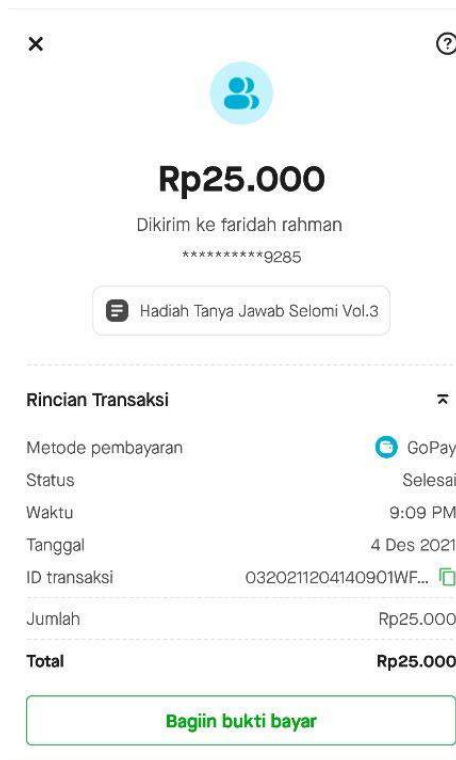 Rp25.000
Dikirim ke faridah rahman
**********9285
Hadiah Tanya Jawab Selomi Vol.3
Rincian Transaksi
Metode pembayaran GoPay
Status Selesai
Waktu 9:09 PM
Tanggal 4 Des 2021
ID transaksi 0320211204140901WF...
Jumlah Rp25.000
Total Rp25.000
Bagiin bukti bayar